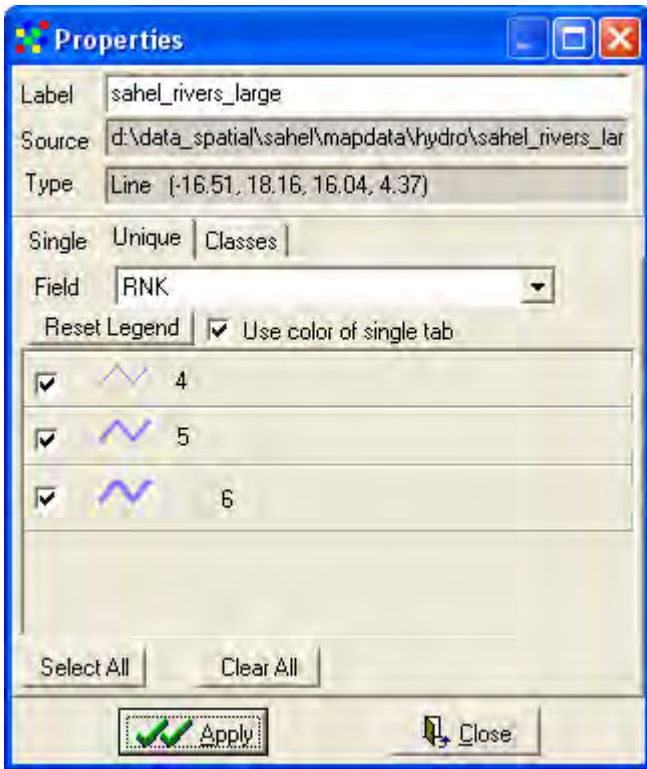 Properties
Label sahel_rivers_large
Source d:\data_spatial\sahel\mapdata\hydro\sahel_rivers_lar
Type Line (-16.51, 18.16, 16.04, 4.37)
Single Unique Classes
Field RNK
Reset Legend Use color of single tab
4
5
6
Select All Clear All
Apply Close